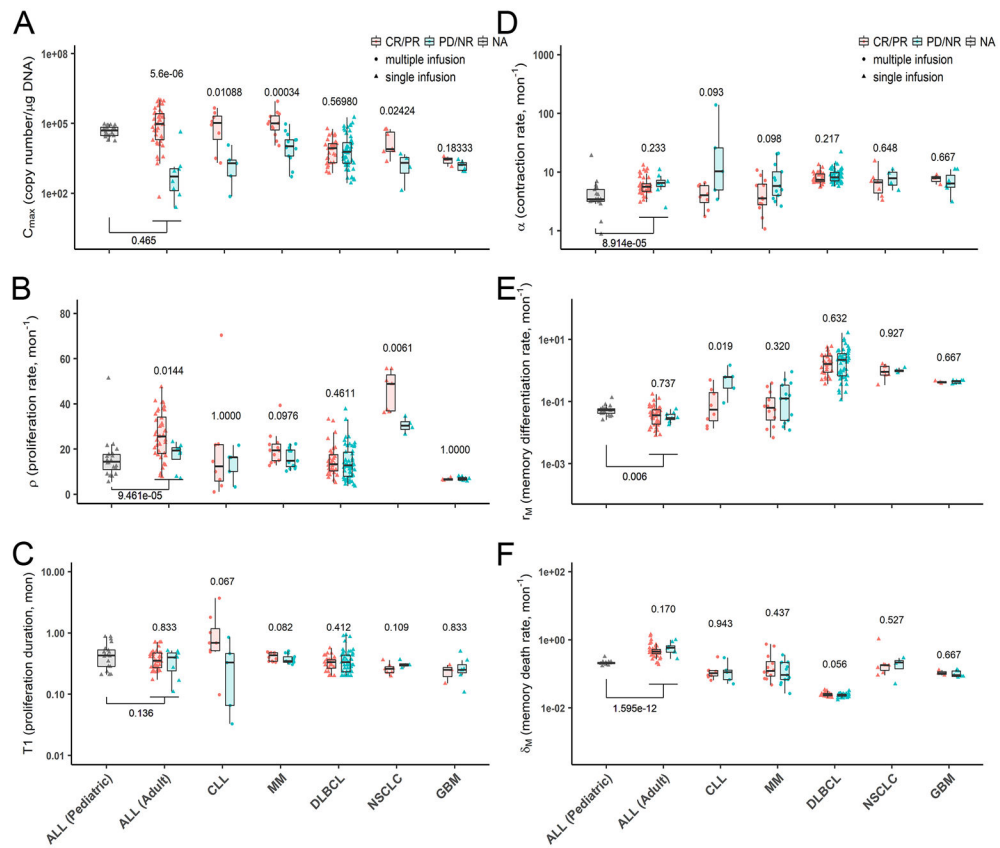 A
CR/PR PD/NR NA
multiple infusion
single infusion
Cmax (copy number/µg DNA)
1e+08
1e+05
1e+02
5.6e-06
0.01088
0.00034
0.56980
0.02424
0.18333
0.465
D
CR/PR PD/NR NA
multiple infusion
single infusion
α (contraction rate, mon-1)
1000
100
10
1
0.233
0.093
0.098
0.217
0.648
0.667
8.914e-05
B
ρ (proliferation rate, mon-1)
80
60
40
20
0
0.0144
1.0000
0.0976
0.4611
0.0061
1.0000
9.461e-05
E
rM (memory differentiation rate, mon-1)
1e+01
1e-01
1e-03
0.737
0.019
0.320
0.632
0.927
0.667
0.006
C
T1 (proliferation duration, mon)
10.00
1.00
0.10
0.01
0.833
0.067
0.082
0.412
0.109
0.833
0.136
ALL (Pediatric)
ALL (Adult)
CLL
MM
DLBCL
NSCLC
GBM
F
δM (memory death rate, mon-1)
1e+02
1e-00
1e-02
0.170
0.943
0.437
0.056
0.527
0.667
1.595e-12
ALL (Pediatric)
ALL (Adult)
CLL
MM
DLBCL
NSCLC
GBM